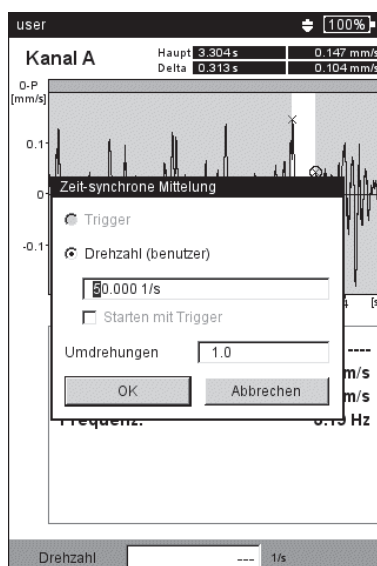 user 100%
Kanal A Haupt 3.304 s 0.147 mm/s
Delta 0.313 s 0.104 mm/s
0-P
[mm/s]
0.1
0
-0.1
Zeit-synchrone Mittelung
Trigger
Drehzahl (benutzer)
50.000 1/s
Starten mit Trigger
Umdrehungen 1.0
OK Abbrechen
----
m/s
m/s
Frequenz: Hz
Drehzahl --- 1/s